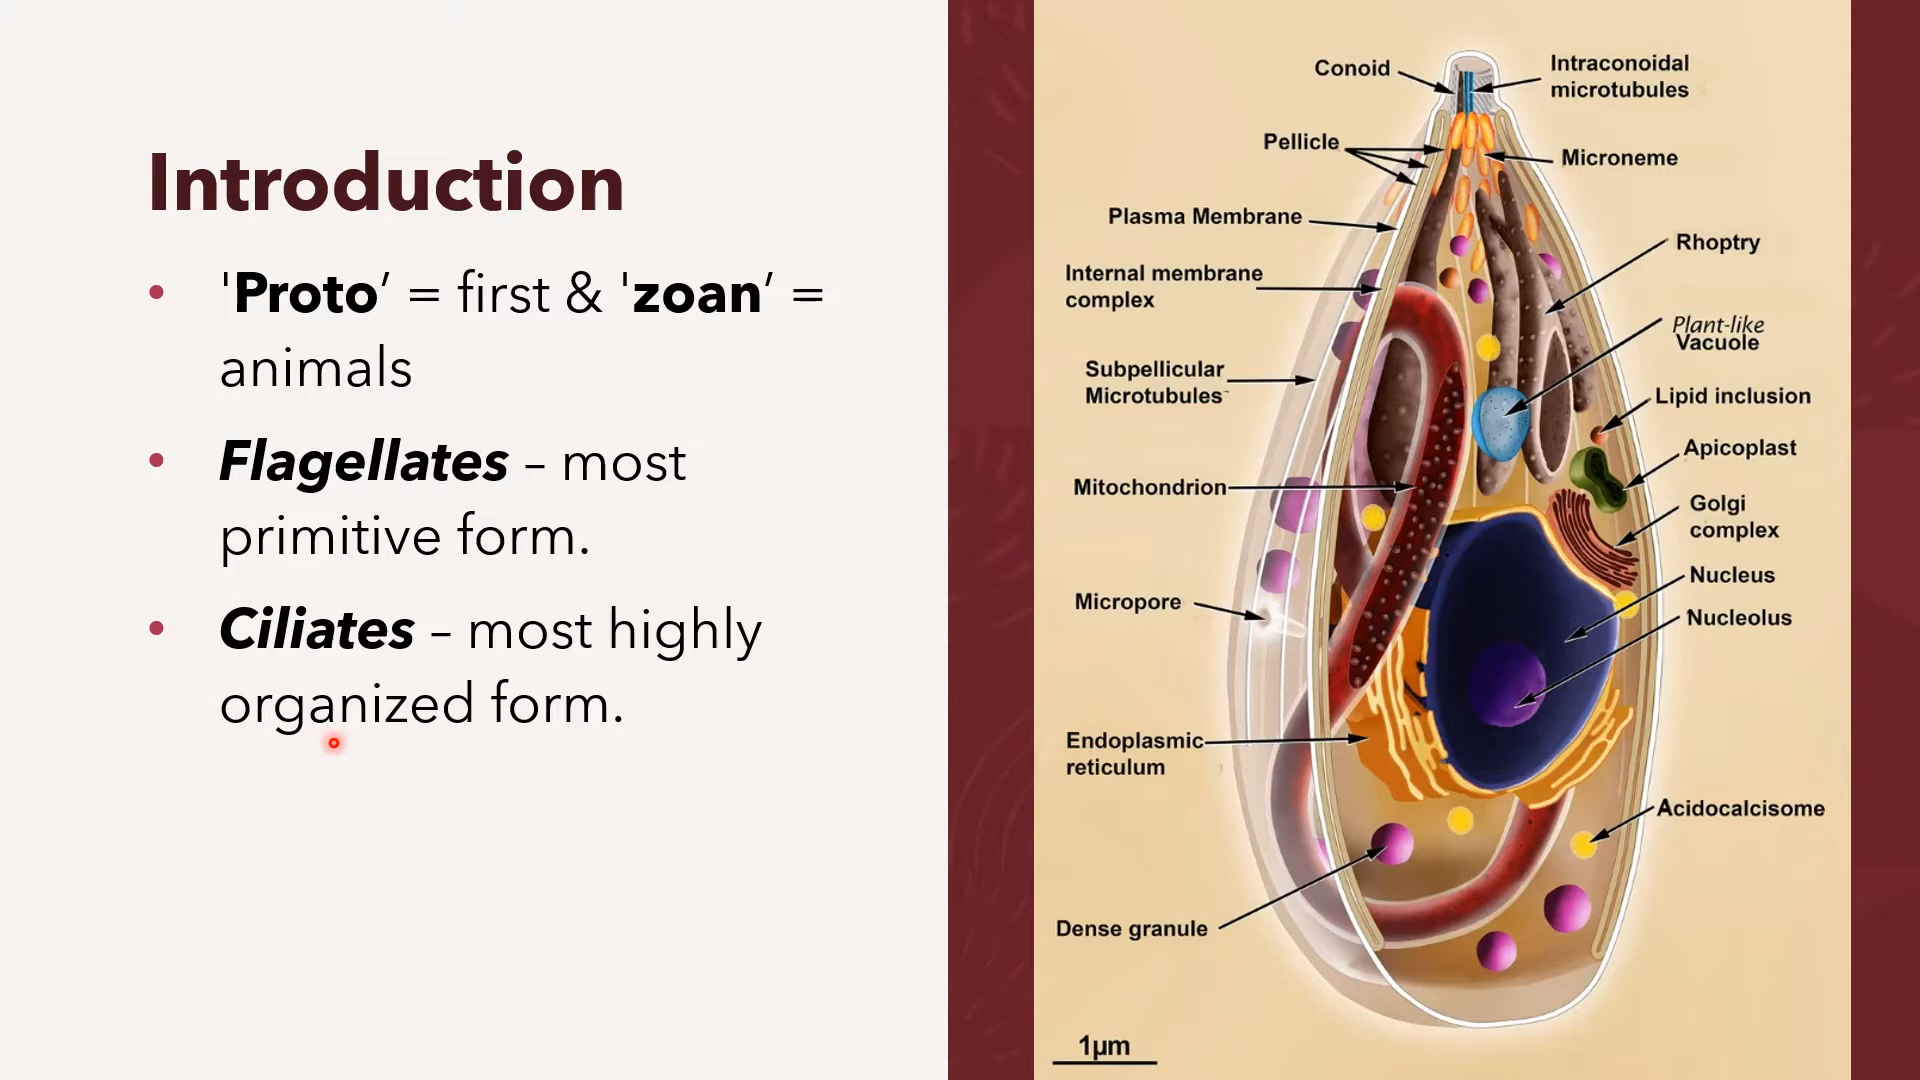 Introduction
• 'Proto’ = first & 'zoan’ =
animals
• Flagellates – most
primitive form.
• Ciliates – most highly
organized form.
Conoid
Intraconoidal
microtubules
Pellicle
Microneme
Plasma Membrane
Rhoptry
Internal membrane
complex
Plant-like
Vacuole
Subpellicular
Microtubules
Lipid inclusion
Apicoplast
Mitochondrion
Golgi
complex
Nucleus
Micropore
Nucleolus
Endoplasmic
reticulum
Acidocalcisome
Dense granule
1µm